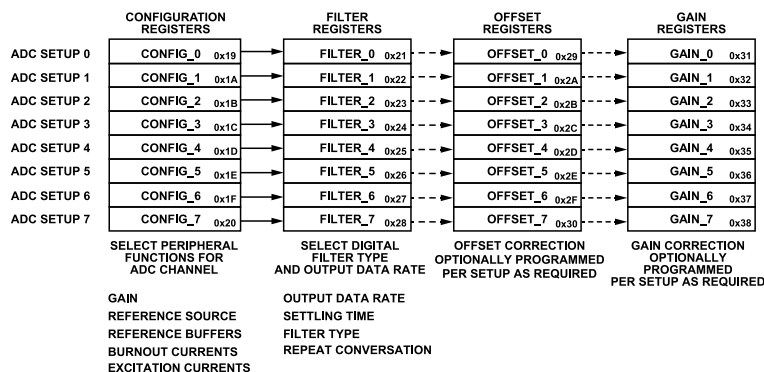 CONFIGURATION REGISTERS
FILTER REGISTERS
OFFSET REGISTERS
GAIN REGISTERS
ADC SETUP 0 CONFIG_0 0x19 FILTER_0 0x21 OFFSET_0 0x29 GAIN_0 0x31
ADC SETUP 1 CONFIG_1 0x1A FILTER_1 0x22 OFFSET_1 0x2A GAIN_1 0x32
ADC SETUP 2 CONFIG_2 0x1B FILTER_2 0x23 OFFSET_2 0x2B GAIN_2 0x33
ADC SETUP 3 CONFIG_3 0x1C FILTER_3 0x24 OFFSET_3 0x2C GAIN_3 0x34
ADC SETUP 4 CONFIG_4 0x1D FILTER_4 0x25 OFFSET_4 0x2D GAIN_4 0x35
ADC SETUP 5 CONFIG_5 0x1E FILTER_5 0x26 OFFSET_5 0x2E GAIN_5 0x36
ADC SETUP 6 CONFIG_6 0x1F FILTER_6 0x27 OFFSET_6 0x2F GAIN_6 0x37
ADC SETUP 7 CONFIG_7 0x20 FILTER_7 0x28 OFFSET_7 0x30 GAIN_7 0x38
SELECT PERIPHERAL
FUNCTIONS FOR
ADC CHANNEL
SELECT DIGITAL
FILTER TYPE
AND OUTPUT DATA RATE
OFFSET CORRECTION
OPTIONALLY PROGRAMMED
PER SETUP AS REQUIRED
GAIN CORRECTION
OPTIONALLY
PROGRAMMED
PER SETUP AS REQUIRED
GAIN
REFERENCE SOURCE
REFERENCE BUFFERS
BURNOUT CURRENTS
EXCITATION CURRENTS
OUTPUT DATA RATE
SETTLING TIME
FILTER TYPE
REPEAT CONVERSATION